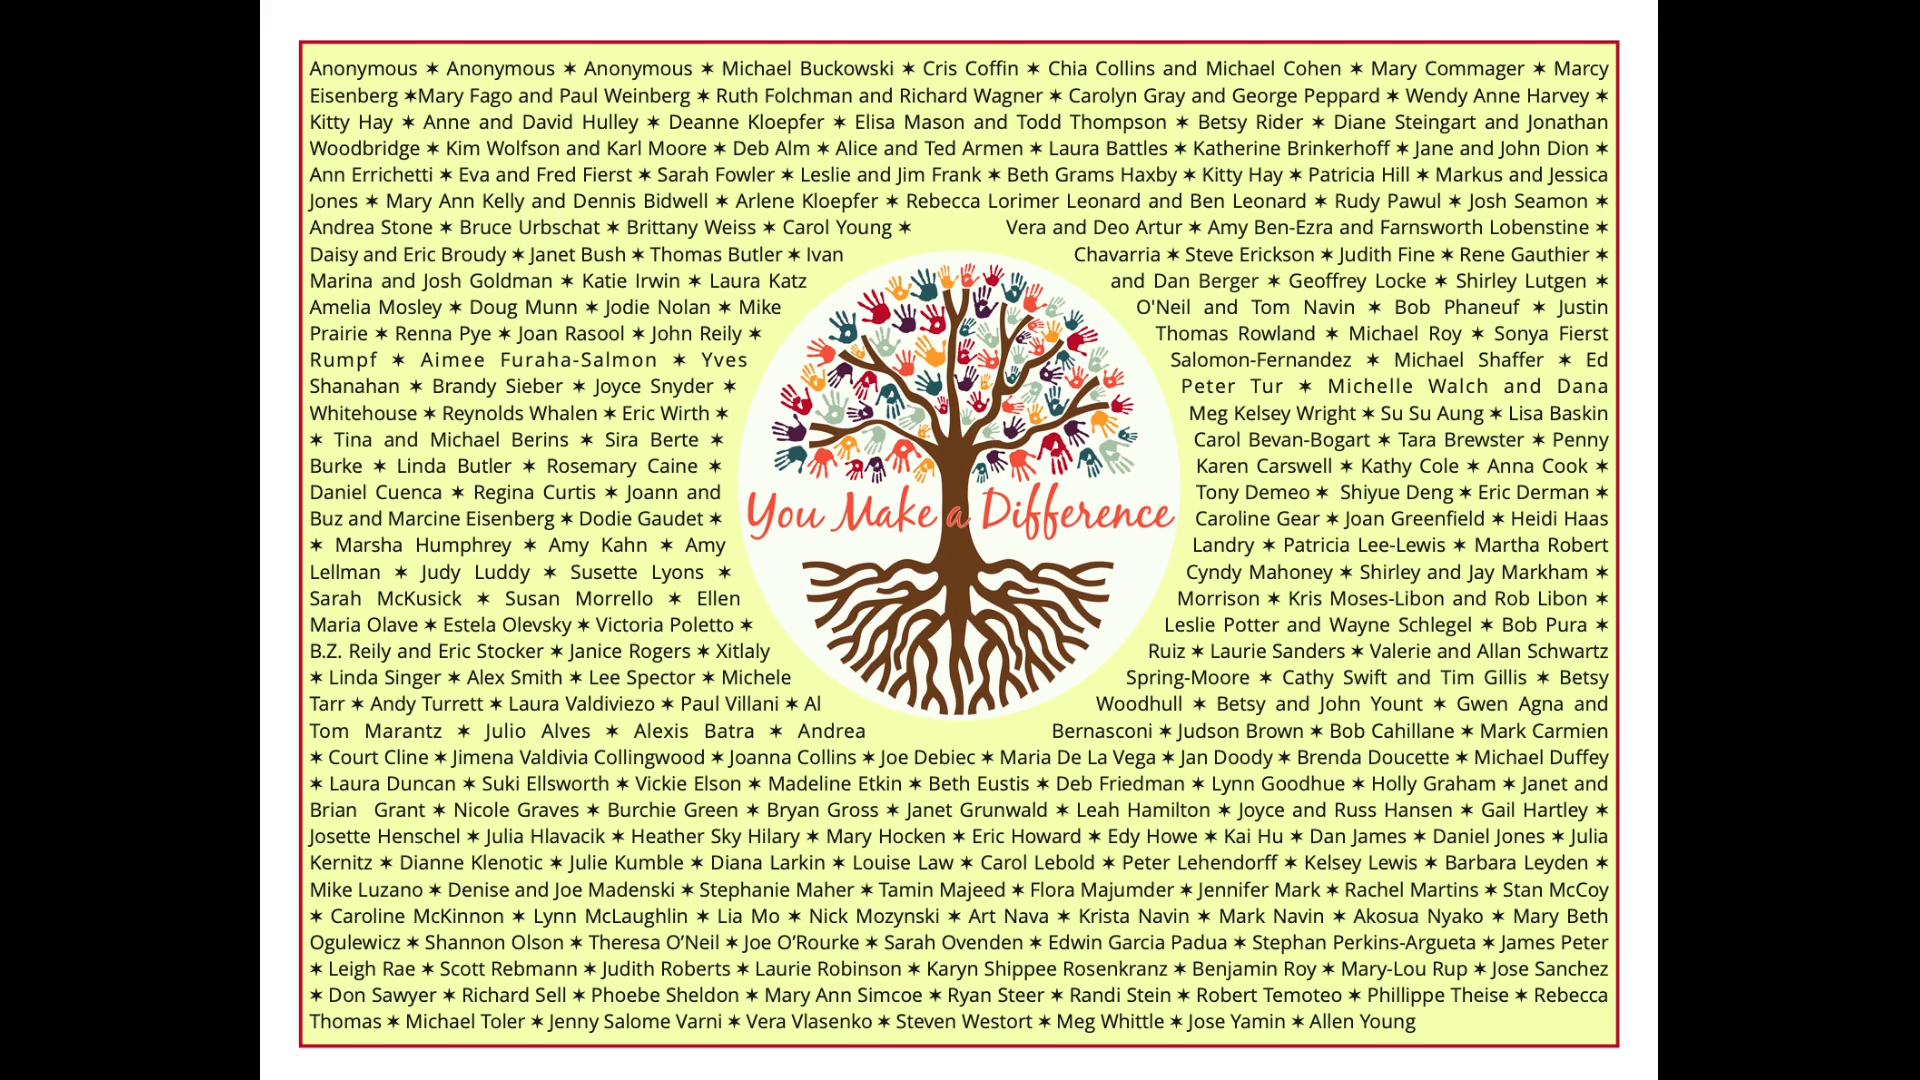 Anonymous ✶ Anonymous ✶ Anonymous ✶ Michael Buckowski ✶ Cris Coffin ✶ Chia Collins and Michael Cohen ✶ Mary Commager ✶ Marcy
Eisenberg ✶Mary Fago and Paul Weinberg ✶ Ruth Folchman and Richard Wagner ✶ Carolyn Gray and George Peppard ✶ Wendy Anne Harvey ✶
Kitty Hay ✶ Anne and David Hulley ✶ Deanne Kloepfer ✶ Elisa Mason and Todd Thompson ✶ Betsy Rider ✶ Diane Steingart and Jonathan
Woodbridge ✶ Kim Wolfson and Karl Moore ✶ Deb Alm ✶ Alice and Ted Armen ✶ Laura Battles ✶ Katherine Brinkerhoff ✶ Jane and John Dion ✶
Ann Errichetti ✶ Eva and Fred Fierst ✶ Sarah Fowler ✶ Leslie and Jim Frank ✶ Beth Grams Haxby ✶ Kitty Hay ✶ Patricia Hill ✶ Markus and Jessica
Jones ✶ Mary Ann Kelly and Dennis Bidwell ✶ Arlene Kloepfer ✶ Rebecca Lorimer Leonard and Ben Leonard ✶ Rudy Pawul ✶ Josh Seamon ✶
Andrea Stone ✶ Bruce Urbschat ✶ Brittany Weiss ✶ Carol Young ✶ Vera and Deo Artur ✶ Amy Ben-Ezra and Farnsworth Lobenstine ✶
Daisy and Eric Broudy ✶ Janet Bush ✶ Thomas Butler ✶ Ivan Chavarria ✶ Steve Erickson ✶ Judith Fine ✶ Rene Gauthier ✶
Marina and Josh Goldman ✶ Katie Irwin ✶ Laura Katz and Dan Berger ✶ Geoffrey Locke ✶ Shirley Lutgen ✶
Amelia Mosley ✶ Doug Munn ✶ Jodie Nolan ✶ Mike O'Neil and Tom Navin ✶ Bob Phaneuf ✶ Justin
Prairie ✶ Renna Pye ✶ Joan Rasool ✶ John Reily ✶ Thomas Rowland ✶ Michael Roy ✶ Sonya Fierst
Rumpf ✶ Aimee Furaha-Salmon ✶ Yves Salomon-Fernandez ✶ Michael Shaffer ✶ Ed
Shanahan ✶ Brandy Sieber ✶ Joyce Snyder ✶ Peter Tur ✶ Michelle Walch and Dana
Whitehouse ✶ Reynolds Whalen ✶ Eric Wirth ✶ Meg Kelsey Wright ✶ Su Su Aung ✶ Lisa Baskin
✶ Tina and Michael Berins ✶ Sira Berte ✶ Carol Bevan-Bogart ✶ Tara Brewster ✶ Penny
Burke ✶ Linda Butler ✶ Rosemary Caine ✶ Karen Carswell ✶ Kathy Cole ✶ Anna Cook ✶
Daniel Cuenca ✶ Regina Curtis ✶ Joann and Tony Demeo ✶ Shiyue Deng ✶ Eric Derman ✶
Buz and Marcine Eisenberg ✶ Dodie Gaudet ✶ Caroline Gear ✶ Joan Greenfield ✶ Heidi Haas
✶ Marsha Humphrey ✶ Amy Kahn ✶ Amy Landry ✶ Patricia Lee-Lewis ✶ Martha Robert
Lellman ✶ Judy Luddy ✶ Susette Lyons ✶ Cyndy Mahoney ✶ Shirley and Jay Markham ✶
Sarah McKusick ✶ Susan Morrello ✶ Ellen Morrison ✶ Kris Moses-Libon and Rob Libon ✶
Maria Olave ✶ Estela Olevsky ✶ Victoria Poletto ✶ Leslie Potter and Wayne Schlegel ✶ Bob Pura ✶
B.Z. Reily and Eric Stocker ✶ Janice Rogers ✶ Xitlaly Ruiz ✶ Laurie Sanders ✶ Valerie and Allan Schwartz
✶ Linda Singer ✶ Alex Smith ✶ Lee Spector ✶ Michele Spring-Moore ✶ Cathy Swift and Tim Gillis ✶ Betsy
Tarr ✶ Andy Turrett ✶ Laura Valdiviezo ✶ Paul Villani ✶ Al Woodhull ✶ Betsy and John Yount ✶ Gwen Agna and
Tom Marantz ✶ Julio Alves ✶ Alexis Batra ✶ Andrea Bernasconi ✶ Judson Brown ✶ Bob Cahillane ✶ Mark Carmien
✶ Court Cline ✶ Jimena Valdivia Collingwood ✶ Joanna Collins ✶ Joe Debiec ✶ Maria De La Vega ✶ Jan Doody ✶ Brenda Doucette ✶ Michael Duffey
✶ Laura Duncan ✶ Suki Ellsworth ✶ Vickie Elson ✶ Madeline Etkin ✶ Beth Eustis ✶ Deb Friedman ✶ Lynn Goodhue ✶ Holly Graham ✶ Janet and
Brian Grant ✶ Nicole Graves ✶ Burchie Green ✶ Bryan Gross ✶ Janet Grunwald ✶ Leah Hamilton ✶ Joyce and Russ Hansen ✶ Gail Hartley ✶
Josette Henschel ✶ Julia Hlavacik ✶ Heather Sky Hilary ✶ Mary Hocken ✶ Eric Howard ✶ Edy Howe ✶ Kai Hu ✶ Dan James ✶ Daniel Jones ✶ Julia
Kernitz ✶ Dianne Klenotic ✶ Julie Kumble ✶ Diana Larkin ✶ Louise Law ✶ Carol Lebold ✶ Peter Lehendorff ✶ Kelsey Lewis ✶ Barbara Leyden ✶
Mike Luzano ✶ Denise and Joe Madenski ✶ Stephanie Maher ✶ Tamin Majeed ✶ Flora Majumder ✶ Jennifer Mark ✶ Rachel Martins ✶ Stan McCoy
✶ Caroline McKinnon ✶ Lynn McLaughlin ✶ Lia Mo ✶ Nick Mozynski ✶ Art Nava ✶ Krista Navin ✶ Mark Navin ✶ Akosua Nyako ✶ Mary Beth
Ogulewicz ✶ Shannon Olson ✶ Theresa O’Neil ✶ Joe O’Rourke ✶ Sarah Ovenden ✶ Edwin Garcia Padua ✶ Stephan Perkins-Argueta ✶ James Peter
✶ Leigh Rae ✶ Scott Rebmann ✶ Judith Roberts ✶ Laurie Robinson ✶ Karyn Shippee Rosenkranz ✶ Benjamin Roy ✶ Mary-Lou Rup ✶ Jose Sanchez
✶ Don Sawyer ✶ Richard Sell ✶ Phoebe Sheldon ✶ Mary Ann Simcoe ✶ Ryan Steer ✶ Randi Stein ✶ Robert Temoteo ✶ Phillippe Theise ✶ Rebecca
Thomas ✶ Michael Toler ✶ Jenny Salome Varni ✶ Vera Vlasenko ✶ Steven Westort ✶ Meg Whittle ✶ Jose Yamin ✶ Allen Young
You Make a Difference